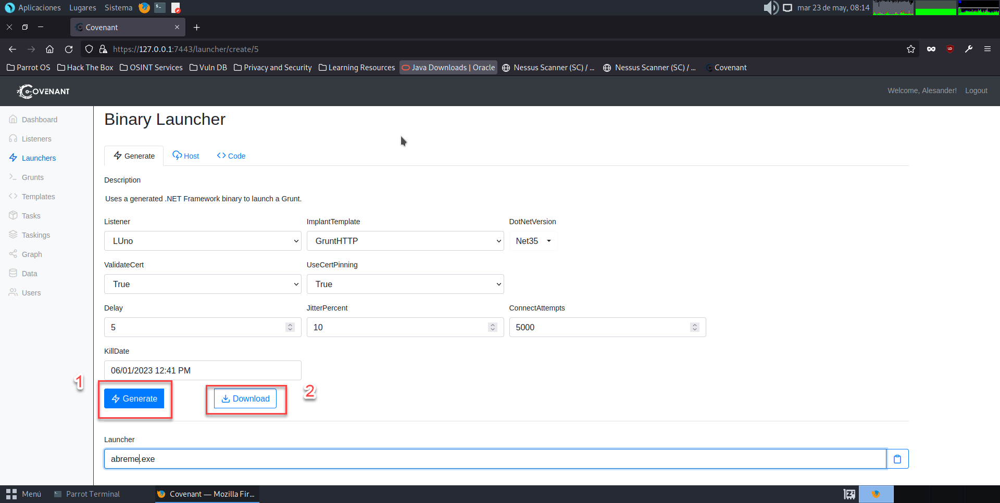 Aplicaciones Lugares Sistema mar 23 de may, 08:14
Covenant
https://127.0.0.1:7443/launcher/create/5
Parrot OS Hack The Box OSINT Services Vuln DB Privacy and Security Learning Resources Java Downloads | Oracle Nessus Scanner (SC) / ... Nessus Scanner (SC) / ... Covenant
COVENANT Welcome, Alesander! Logout
Dashboard
Listeners
Launchers
Grunts
Templates
Tasks
Taskings
Graph
Data
Users
Binary Launcher
Generate Host Code
Description
Uses a generated .NET Framework binary to launch a Grunt.
Listener ImplantTemplate DotNetVersion
LUno GruntHTTP Net35
ValidateCert UseCertPinning
True True
Delay JitterPercent ConnectAttempts
5 10 5000
KillDate
06/01/2023 12:41 PM
1 2
Generate Download
Launcher
abreme.exe
Menú Parrot Terminal Covenant — Mozilla Fir...